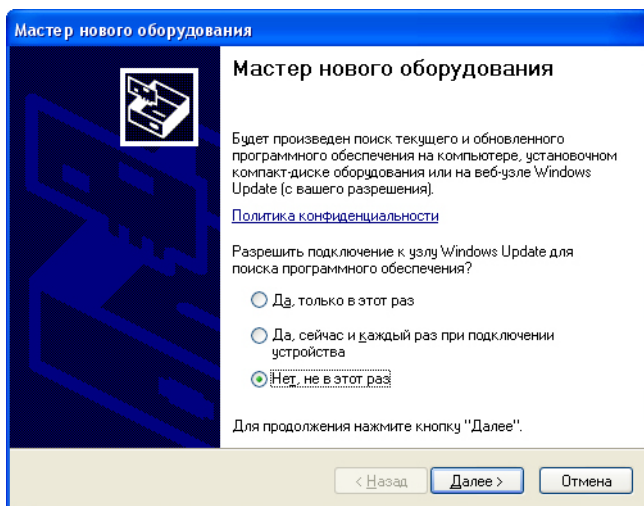 Мастер нового оборудования
Мастер нового оборудования
Будет произведен поиск текущего и обновленного
программного обеспечения на компьютере, установочном
компакт-диске оборудования или на веб-узле Windows
Update (с вашего разрешения).
Политика конфиденциальности
Разрешить подключение к узлу Windows Update для
поиска программного обеспечения?
Да, только в этот раз
Да, сейчас и каждый раз при подключении
устройства
Нет, не в этот раз
Для продолжения нажмите кнопку "Далее".
< Назад Далее > Отмена